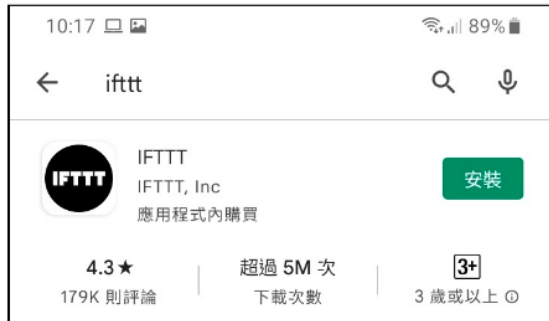 10:17 89%
ifttt
IFTTT
IFTTT
IFTTT, Inc
安裝
應用程式內購買
4.3★ 超過 5M 次 3+
179K 則評論 下載次數 3 歲或以上